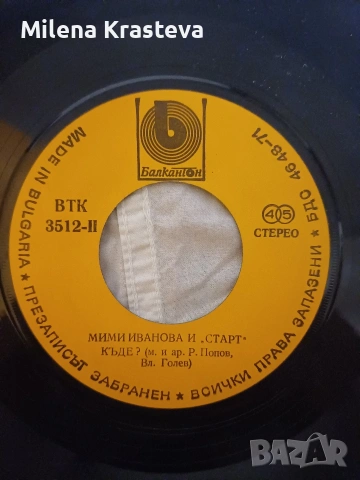 Milena Krasteva
Балкантон
ВТК
3512-II
45
СТЕРЕО
МИМИ ИВАНОВА И „СТАРТ“
КЪДЕ? (м. и ар. Р. Попов,
Вл. Голев)
MADE IN BULGARIA ★ ПРЕЗАПИСЪТ ЗАБРАНЕН ★ ВСИЧКИ ПРАВА ЗАПАЗЕНИ ★ БДС 4648-71
BAZAR